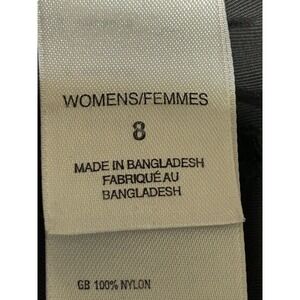 WOMENS/FEMMES
8
MADE IN BANGLADESH
FABRIQUÉ AU
BANGLADESH
GB 100% NYLON